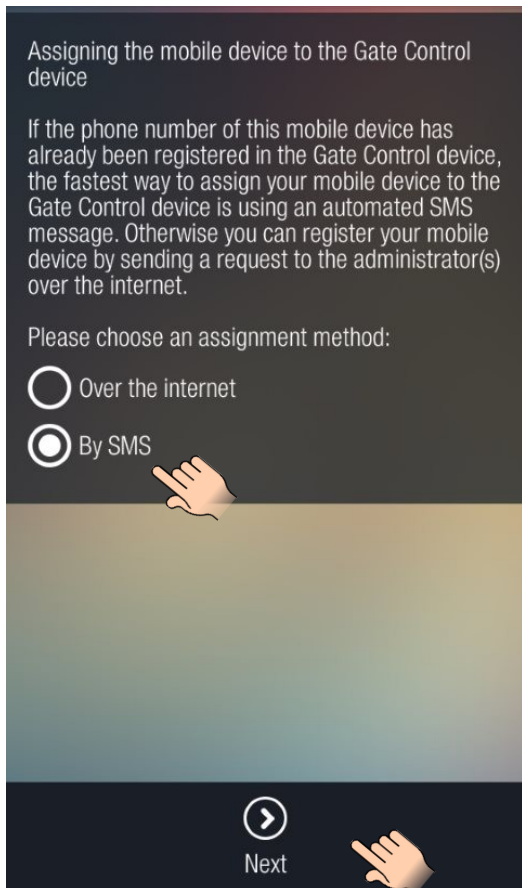 Assigning the mobile device to the Gate Control
device
If the phone number of this mobile device has
already been registered in the Gate Control device,
the fastest way to assign your mobile device to the
Gate Control device is using an automated SMS
message. Otherwise you can register your mobile
device by sending a request to the administrator(s)
over the internet.
Please choose an assignment method:
Over the internet
By SMS
Next